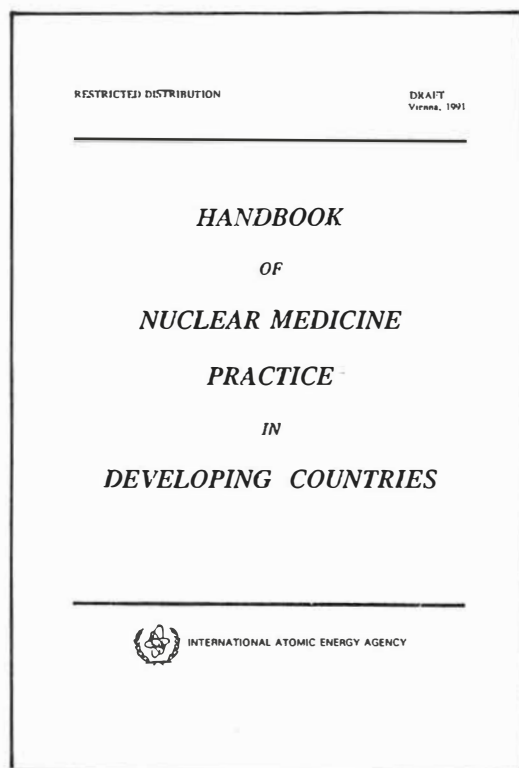 RESTRICTED DISTRIBUTION
DRAFT
Vienna, 1991
HANDBOOK
OF
NUCLEAR MEDICINE
PRACTICE
IN
DEVELOPING COUNTRIES
INTERNATIONAL ATOMIC ENERGY AGENCY